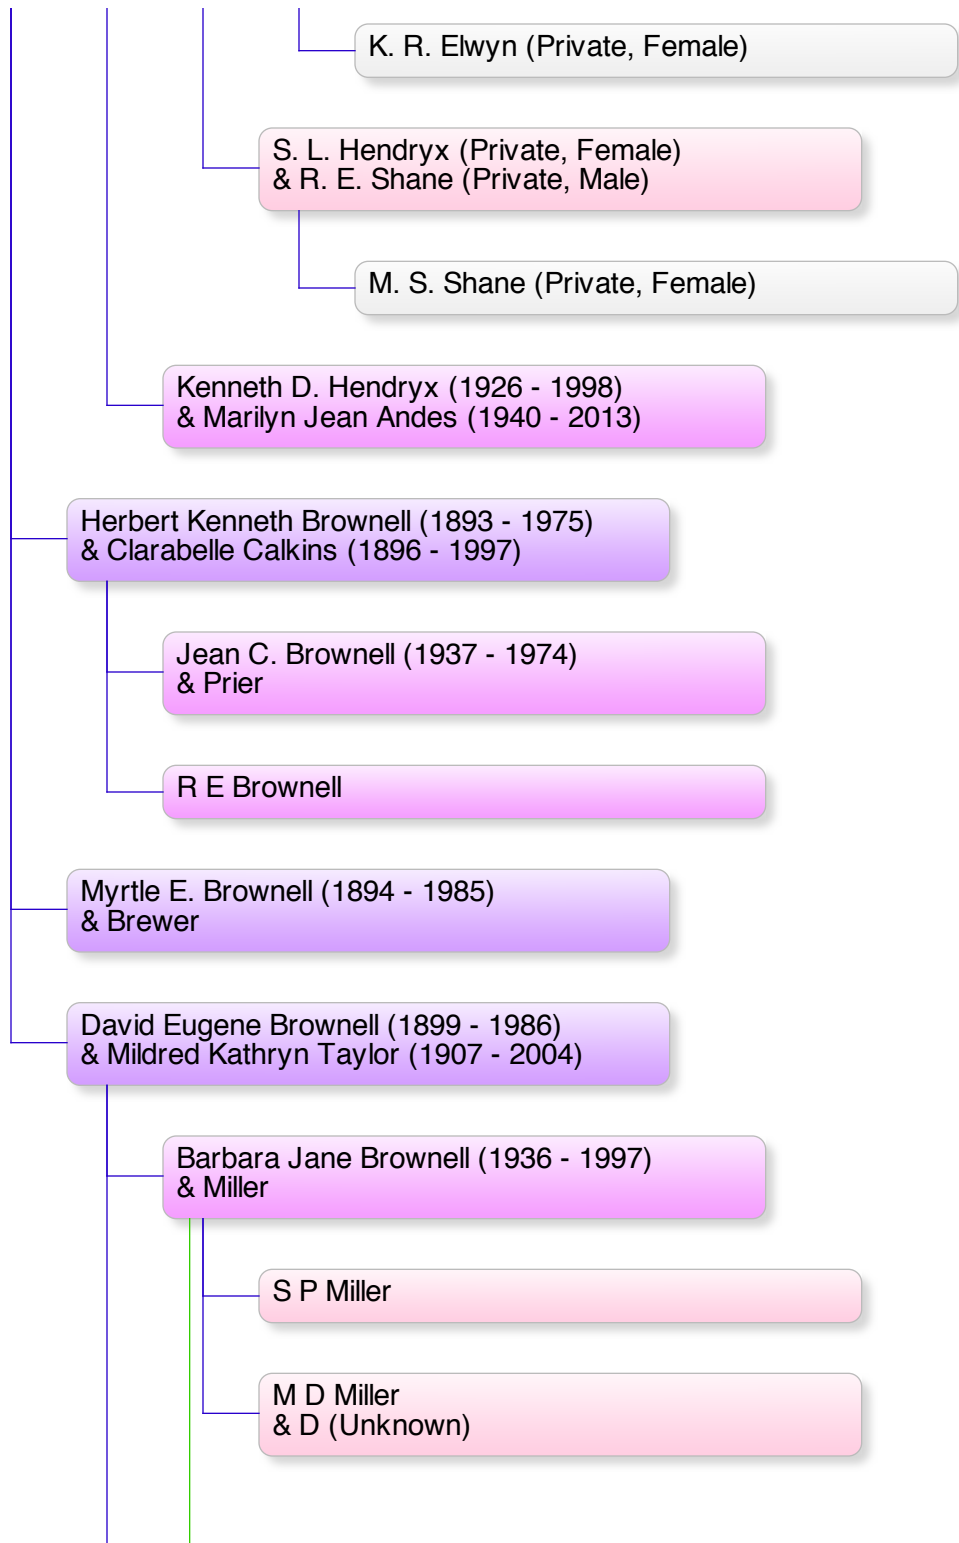 K. R. Elwyn (Private, Female)
S. L. Hendryx (Private, Female)
& R. E. Shane (Private, Male)
M. S. Shane (Private, Female)
Kenneth D. Hendryx (1926 - 1998)
& Marilyn Jean Andes (1940 - 2013)
Herbert Kenneth Brownell (1893 - 1975)
& Clarabelle Calkins (1896 - 1997)
Jean C. Brownell (1937 - 1974)
& Prier
R E Brownell
Myrtle E. Brownell (1894 - 1985)
& Brewer
David Eugene Brownell (1899 - 1986)
& Mildred Kathryn Taylor (1907 - 2004)
Barbara Jane Brownell (1936 - 1997)
& Miller
S P Miller
M D Miller
& D (Unknown)